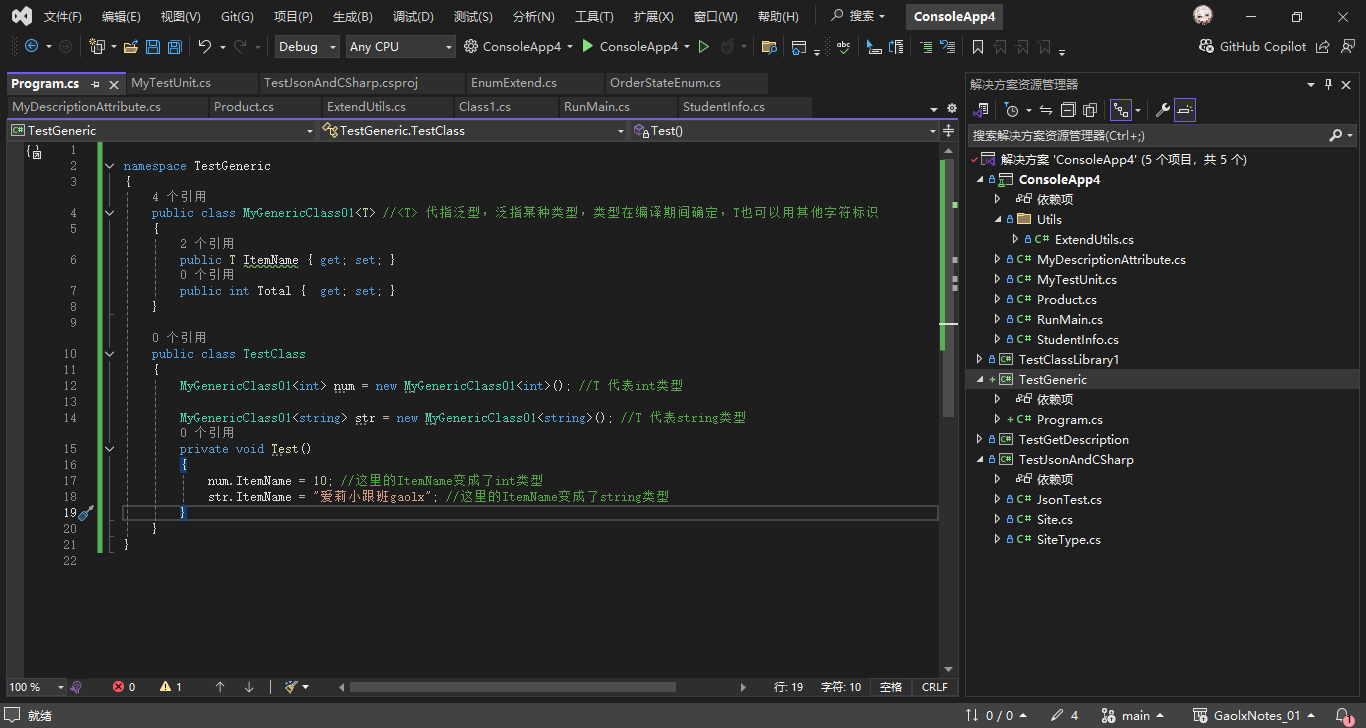 文件(F) 编辑(E) 视图(V) Git(G) 项目(P) 生成(B) 调试(D) 测试(S) 分析(N) 工具(T) 扩展(X) 窗口(W) 帮助(H) 搜索 ConsoleApp4
Debug Any CPU ConsoleApp4 ConsoleApp4 abc GitHub Copilot
Program.cs MyTestUnit.cs TestJsonAndCSharp.csproj EnumExtend.cs OrderStateEnum.cs
MyDescriptionAttribute.cs Product.cs ExtendUtils.cs Class1.cs RunMain.cs StudentInfo.cs
C# TestGeneric TestGeneric.TestClass Test()
1
2 namespace TestGeneric
3 {
4 个引用
4 public class MyGenericClass01<T> //<T> 代指泛型，泛指某种类型，类型在编译期间确定，T也可以用其他字符标识
5 {
2 个引用
6 public T ItemName { get; set; }
0 个引用
7 public int Total { get; set; }
8 }
9
0 个引用
10 public class TestClass
11 {
12 MyGenericClass01<int> num = new MyGenericClass01<int>(); //T 代表int类型
13
14 MyGenericClass01<string> str = new MyGenericClass01<string>(); //T 代表string类型
0 个引用
15 private void Test()
16 {
17 num.ItemName = 10; //这里的ItemName变成了int类型
18 str.ItemName = "爱莉小跟班gaolx"; //这里的ItemName变成了string类型
19 }
20 }
21 }
22
100 % 0 1 行: 19 字符: 10 空格 CRLF
解决方案资源管理器
搜索解决方案资源管理器(Ctrl+;)
解决方案 'ConsoleApp4' (5 个项目，共 5 个)
ConsoleApp4
依赖项
Utils
C# ExtendUtils.cs
C# MyDescriptionAttribute.cs
C# MyTestUnit.cs
C# Product.cs
C# RunMain.cs
C# StudentInfo.cs
C# TestClassLibrary1
+ C# TestGeneric
依赖项
+ C# Program.cs
C# TestGetDescription
C# TestJsonAndCSharp
依赖项
C# JsonTest.cs
C# Site.cs
C# SiteType.cs
就绪 0 / 0 4 main GaolxNotes_01 1